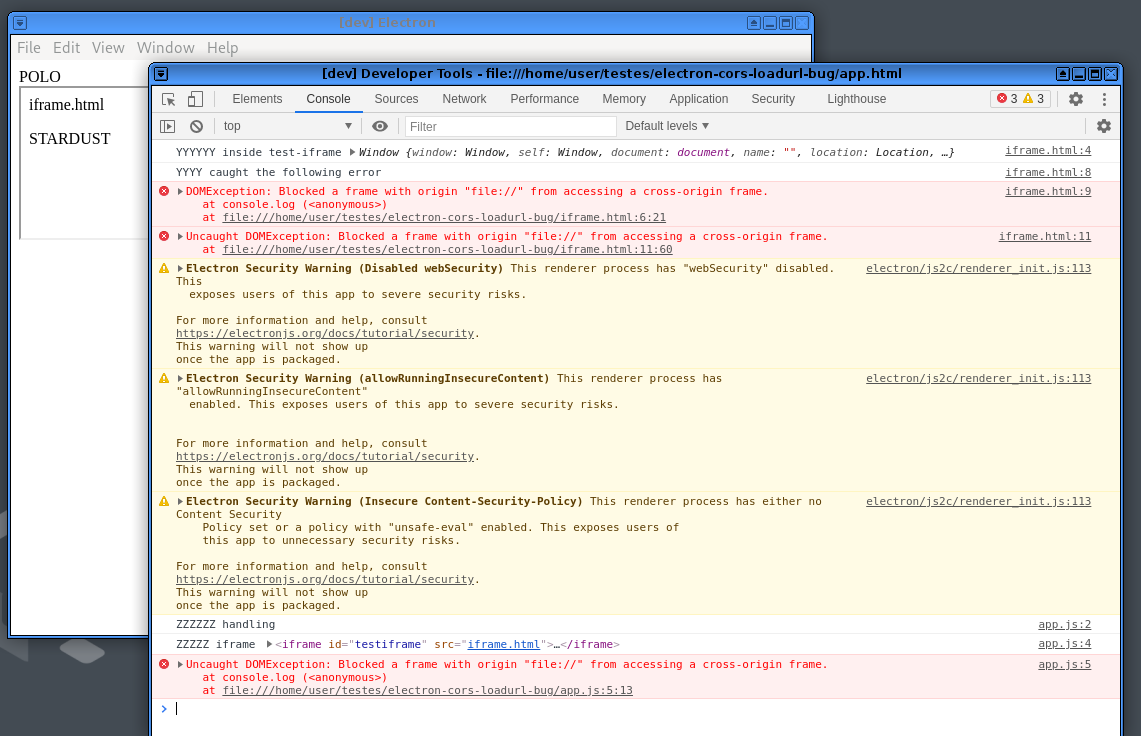 [dev] Electron
File Edit View Window Help
POLO
iframe.html
STARDUST
[dev] Developer Tools - file:///home/user/testes/electron-cors-loadurl-bug/app.html
Elements Console Sources Network Performance Memory Application Security Lighthouse 3 3
top Filter Default levels
YYYYYY inside test-iframe Window {window: Window, self: Window, document: document, name: "", location: Location, …} iframe.html:4
YYYY caught the following error iframe.html:8
DOMException: Blocked a frame with origin "file://" from accessing a cross-origin frame. iframe.html:9
at console.log (<anonymous>)
at file:///home/user/testes/electron-cors-loadurl-bug/iframe.html:6:21
Uncaught DOMException: Blocked a frame with origin "file://" from accessing a cross-origin frame. iframe.html:11
at file:///home/user/testes/electron-cors-loadurl-bug/iframe.html:11:60
Electron Security Warning (Disabled webSecurity) This renderer process has "webSecurity" disabled. electron/js2c/renderer_init.js:113
This
exposes users of this app to severe security risks.
For more information and help, consult
https://electronjs.org/docs/tutorial/security.
This warning will not show up
once the app is packaged.
Electron Security Warning (allowRunningInsecureContent) This renderer process has electron/js2c/renderer_init.js:113
"allowRunningInsecureContent"
enabled. This exposes users of this app to severe security risks.
For more information and help, consult
https://electronjs.org/docs/tutorial/security.
This warning will not show up
once the app is packaged.
Electron Security Warning (Insecure Content-Security-Policy) This renderer process has either no electron/js2c/renderer_init.js:113
Content Security
Policy set or a policy with "unsafe-eval" enabled. This exposes users of
this app to unnecessary security risks.
For more information and help, consult
https://electronjs.org/docs/tutorial/security.
This warning will not show up
once the app is packaged.
ZZZZZZ handling app.js:2
ZZZZZ iframe <iframe id="testiframe" src="iframe.html">…</iframe> app.js:4
Uncaught DOMException: Blocked a frame with origin "file://" from accessing a cross-origin frame. app.js:5
at console.log (<anonymous>)
at file:///home/user/testes/electron-cors-loadurl-bug/app.js:5:13